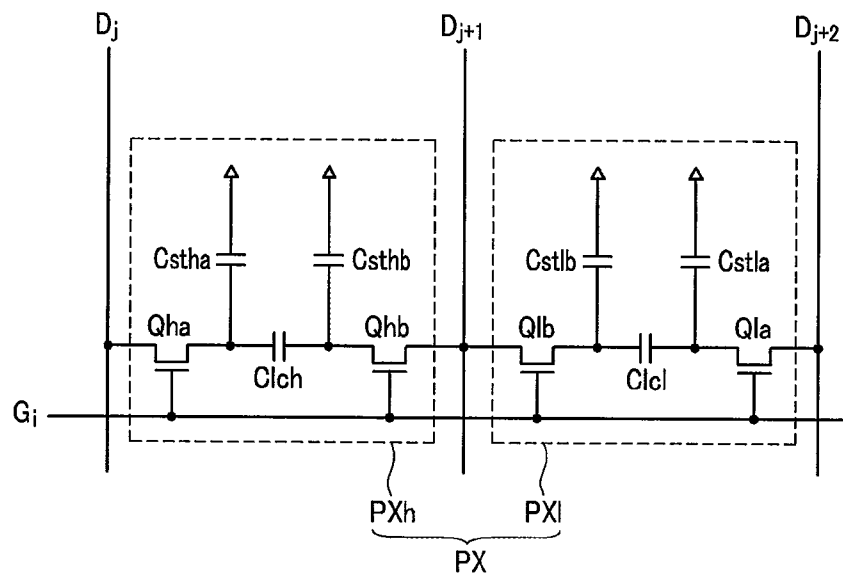 Dj Dj+1 Dj+2
Cstha Csthb Cstlb Cstla
Qha Qhb Qlb Qla
Clch Clcl
Gi
PXh PXl
PX